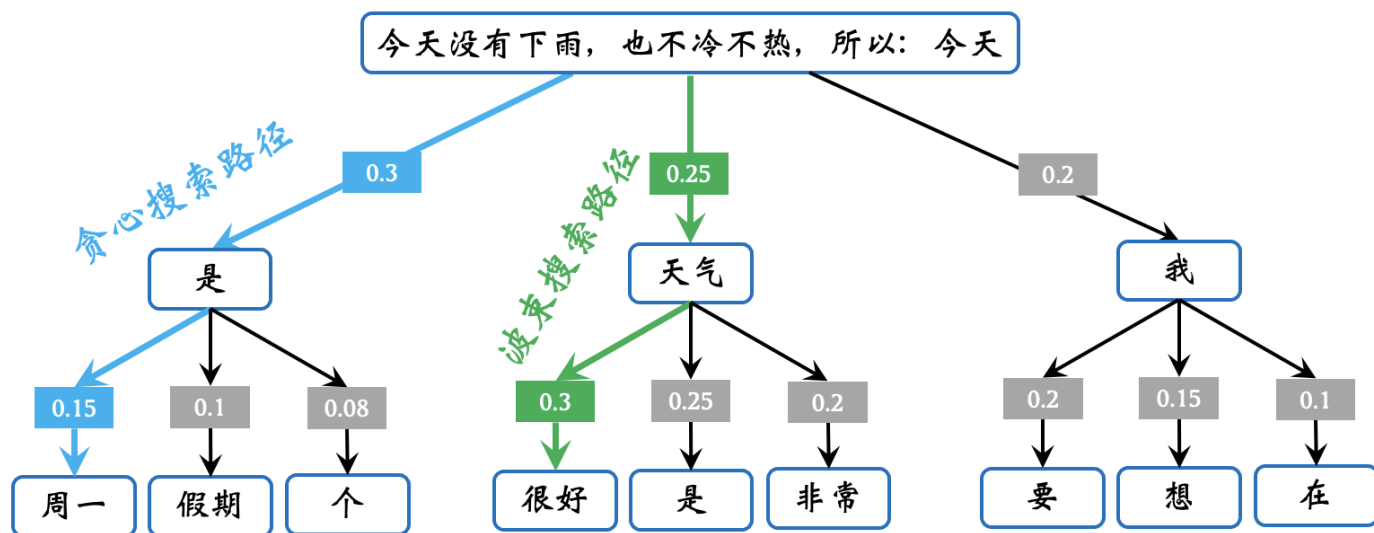 今天没有下雨，也不冷不热，所以：今天
贪心搜索路径
波束搜索路径
0.3
0.25
0.2
是
天气
我
0.15
0.1
0.08
0.3
0.25
0.2
0.2
0.15
0.1
周一
假期
个
很好
是
非常
要
想
在